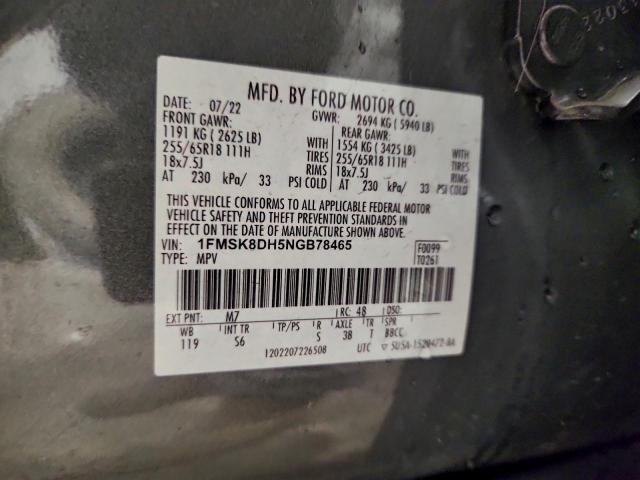 MFD. BY FORD MOTOR CO.
DATE: 07/22 GVWR: 2694 KG ( 5940 LB)
FRONT GAWR: REAR GAWR:
1191 KG ( 2625 LB) WITH 1554 KG ( 3425 LB) WITH
255/65R18 111H TIRES 255/65R18 111H TIRES
18x7.5J RIMS 18x7.5J RIMS
AT 230 kPa/ 33 PSI COLD AT 230 kPa/ 33 PSI COLD
THIS VEHICLE CONFORMS TO ALL APPLICABLE FEDERAL MOTOR
VEHICLE SAFETY AND THEFT PREVENTION STANDARDS IN
EFFECT ON THE DATE OF MANUFACTURE SHOWN ABOVE.
VIN: 1FMSK8DH5NGB78465 F0099
TYPE: MPV T0261
EXT PNT: M7 RC: 48 DSO:
WB INT TR TP/PS R AXLE TR SPR
119 S6 S 3B T BBCC
1202207226508 UTC ▽ 5U5A-1520472-AA